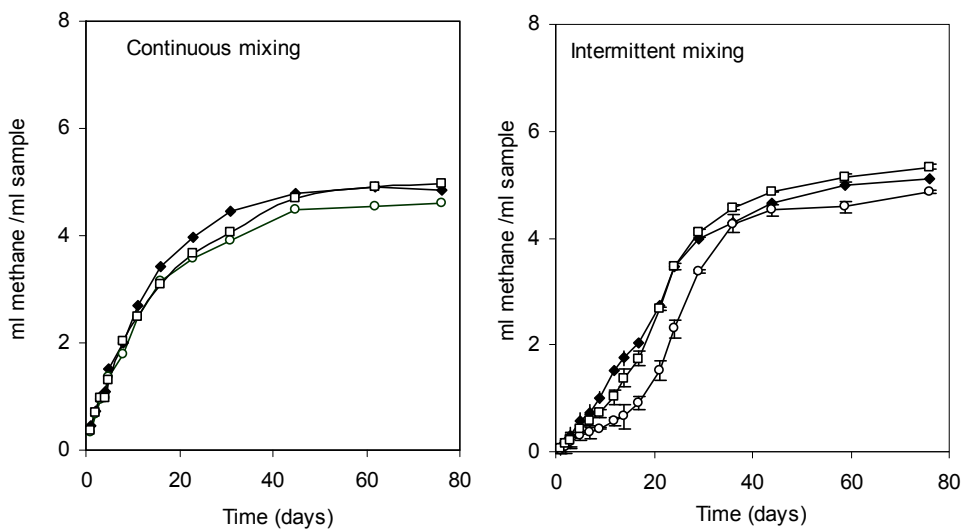 Continuous mixing
ml methane /ml sample
8
6
4
2
0
0 20 40 60 80
Time (days)
Intermittent mixing
ml methane /ml sample
8
6
4
2
0
0 20 40 60 80
Time (days)